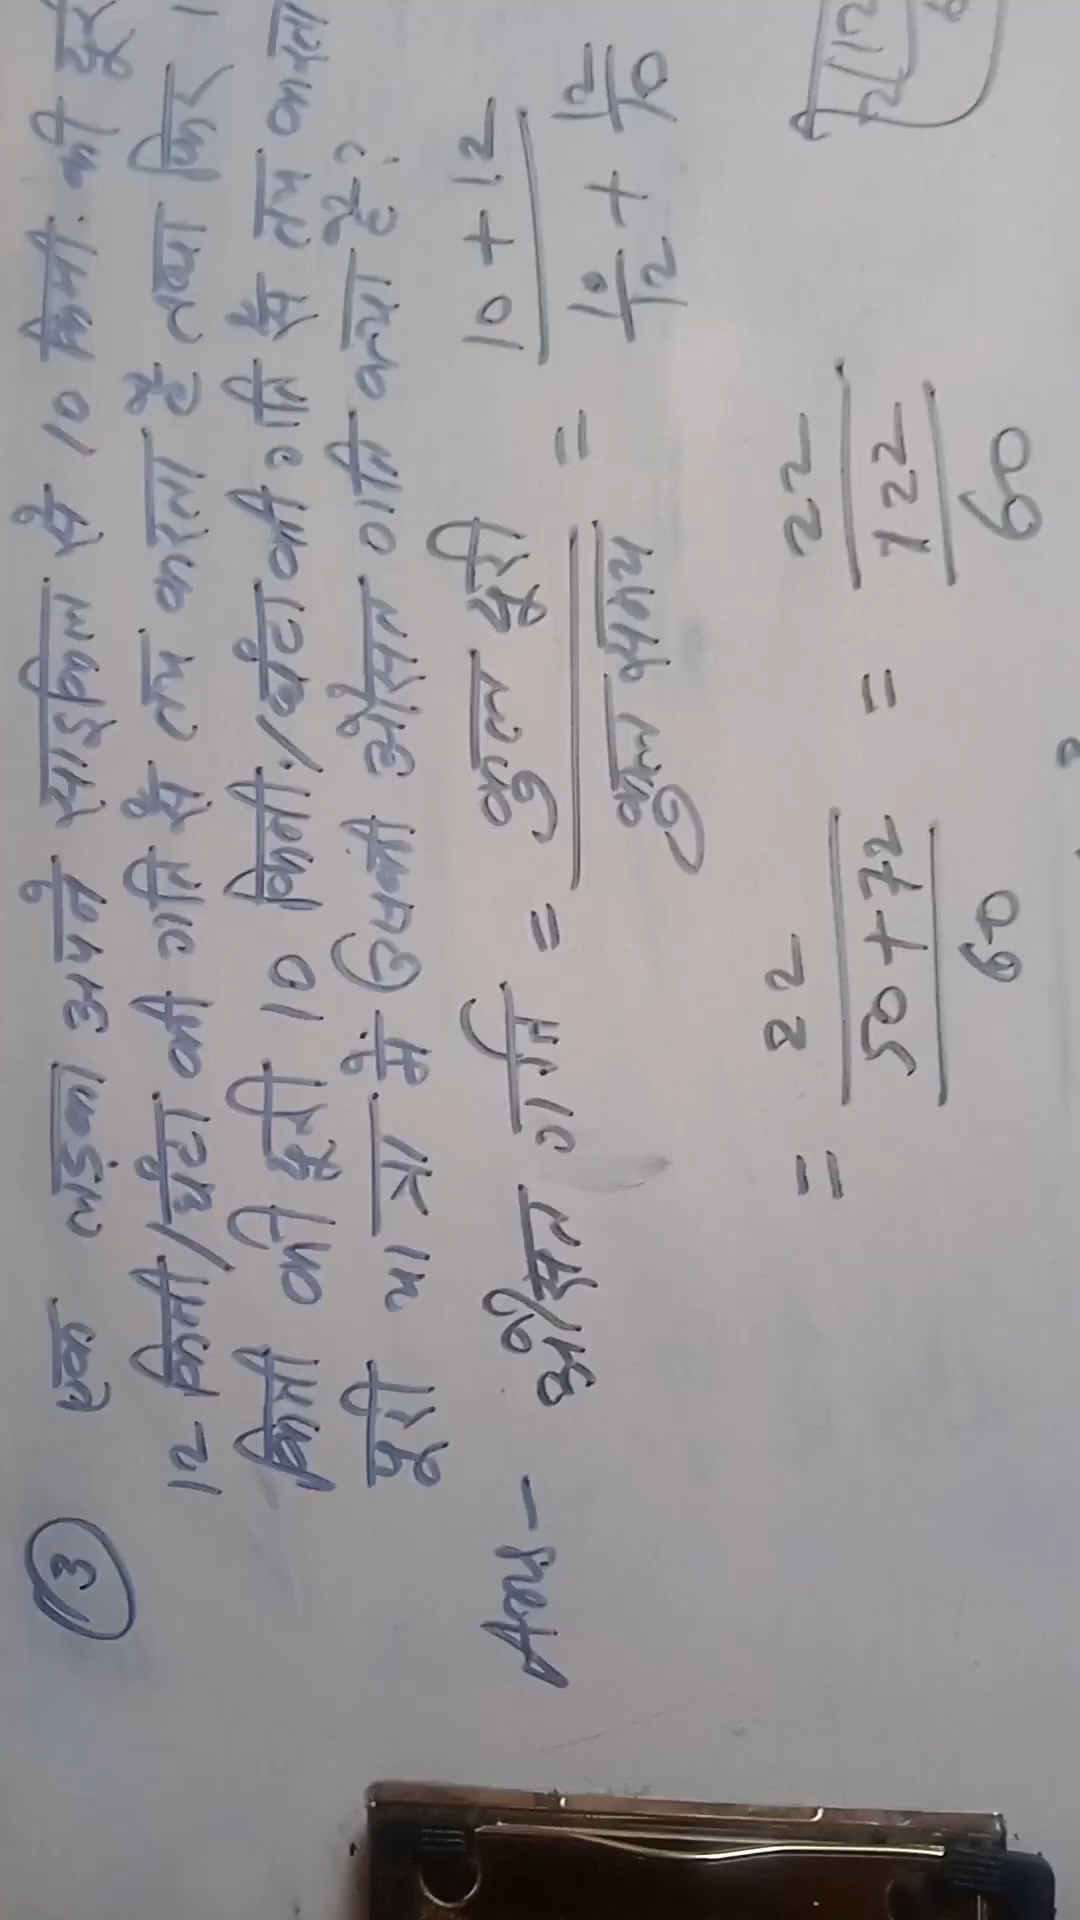 (3) एक लड़का अपने साइकिल से 10 किमी. की
12 किमी/घंटा की गति से तय करता है तथा फिर 1
किमी की दूरी 10 किमी./घंटा की गति से तय करता
पूरी यात्रा में उसकी औसत गति क्या है?
Ans - औसत गति = कुल दूरी / कुल समय = 10 + 12 / 10/12 + 12/10
= 22 / 50+72 / 60 = 22 / 122 / 60